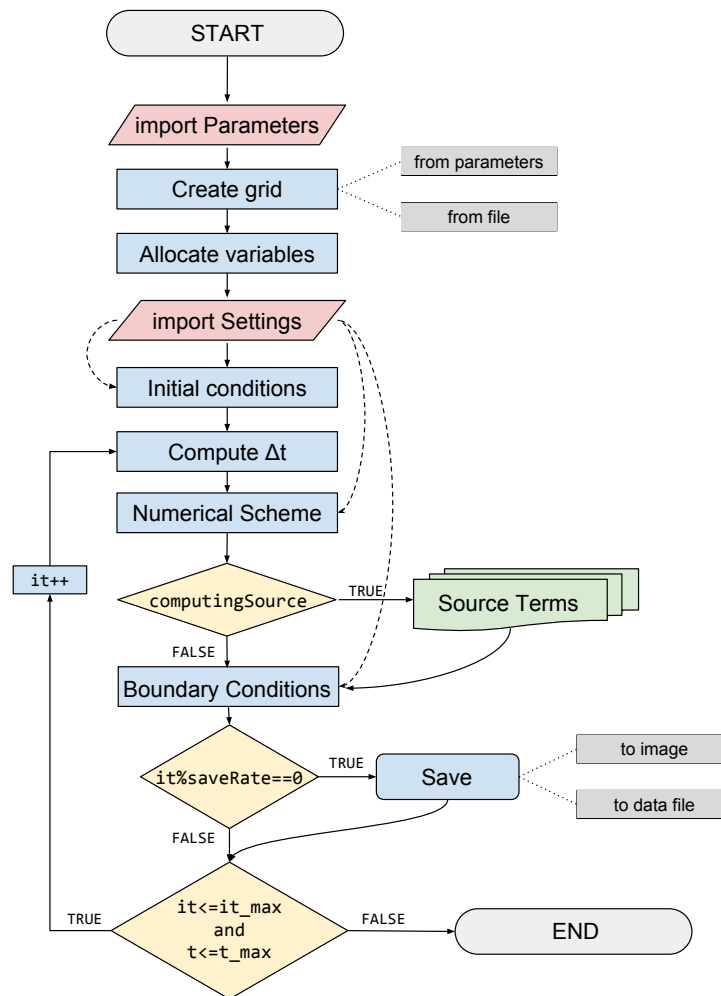 START
import Parameters
from parameters
Create grid
from file
Allocate variables
import Settings
Initial conditions
Compute Δt
Numerical Scheme
it++
computingSource
TRUE
Source Terms
FALSE
Boundary Conditions
it%saveRate==0
TRUE
Save
to image
to data file
FALSE
it<=it_max
and
t<=t_max
TRUE
FALSE
END